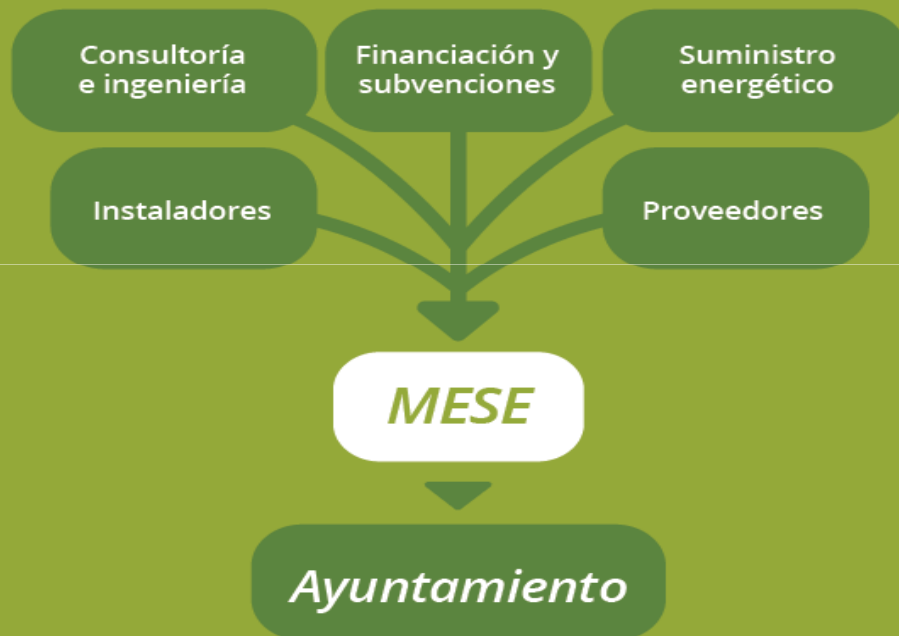 Consultoría
e ingeniería
Financiación y
subvenciones
Suministro
energético
Instaladores
Proveedores
MESE
Ayuntamiento